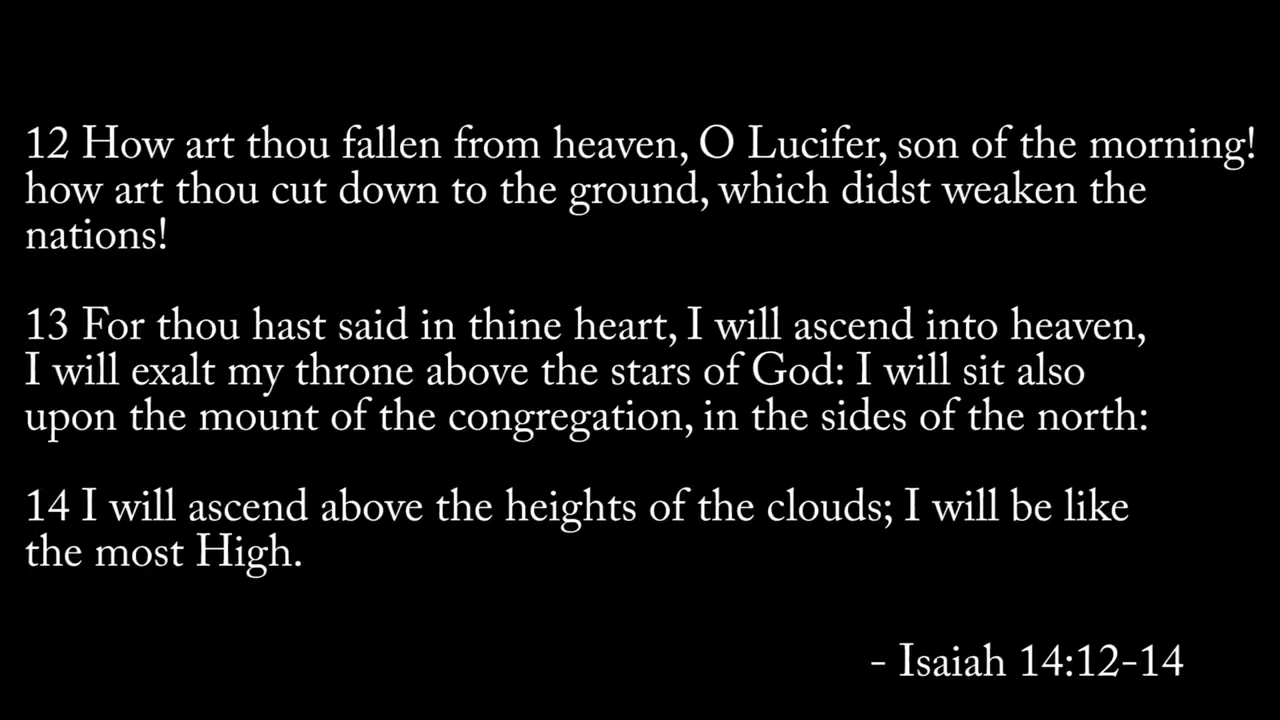 12 How art thou fallen from heaven, O Lucifer, son of the morning!
how art thou cut down to the ground, which didst weaken the
nations!
13 For thou hast said in thine heart, I will ascend into heaven,
I will exalt my throne above the stars of God: I will sit also
upon the mount of the congregation, in the sides of the north:
14 I will ascend above the heights of the clouds; I will be like
the most High.
- Isaiah 14:12-14